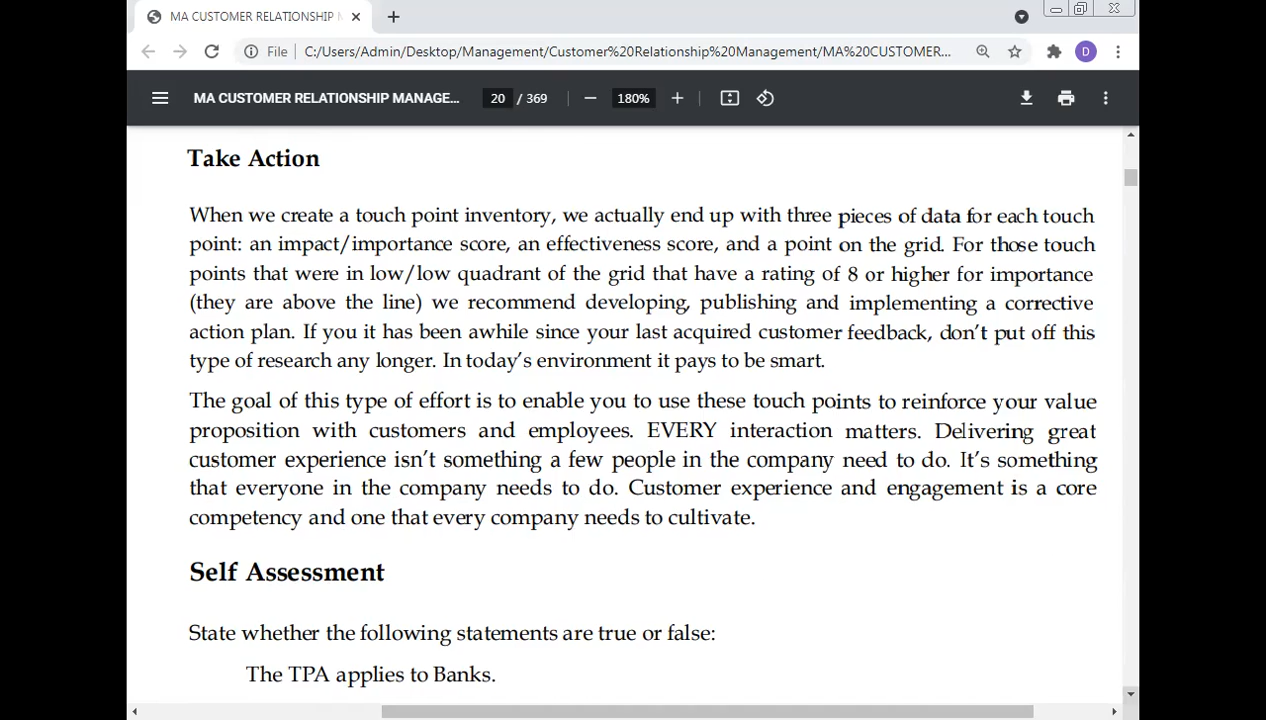 MA CUSTOMER RELATIONSHIP M
File C:/Users/Admin/Desktop/Management/Customer%20Relationship%20Management/MA%20CUSTOMER...
D
MA CUSTOMER RELATIONSHIP MANAGE... 20 / 369 180%
Take Action
When we create a touch point inventory, we actually end up with three pieces of data for each touch
point: an impact/importance score, an effectiveness score, and a point on the grid. For those touch
points that were in low/low quadrant of the grid that have a rating of 8 or higher for importance
(they are above the line) we recommend developing, publishing and implementing a corrective
action plan. If you it has been awhile since your last acquired customer feedback, don't put off this
type of research any longer. In today's environment it pays to be smart.
The goal of this type of effort is to enable you to use these touch points to reinforce your value
proposition with customers and employees. EVERY interaction matters. Delivering great
customer experience isn't something a few people in the company need to do. It's something
that everyone in the company needs to do. Customer experience and engagement is a core
competency and one that every company needs to cultivate.
Self Assessment
State whether the following statements are true or false:
The TPA applies to Banks.